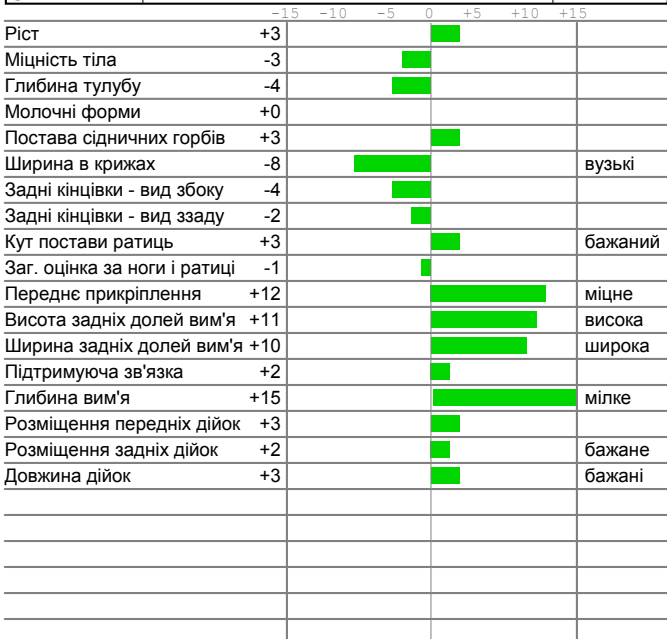 -15 -10 -5 0 +5 +10 +15
Ріст +3
Міцність тіла -3
Глибина тулубу -4
Молочні форми +0
Постава сідничних горбів +3
Ширина в крижах -8 вузькі
Задні кінцівки - вид збоку -4
Задні кінцівки - вид ззаду -2
Кут постави ратиць +3 бажаний
Заг. оцінка за ноги і ратиці -1
Переднє прикріплення +12 міцне
Висота задніх долей вим'я +11 висока
Ширина задніх долей вим'я +10 широка
Підтримуюча зв'язка +2
Глибина вим'я +15 мілке
Розміщення передніх дійок +3
Розміщення задніх дійок +2 бажане
Довжина дійок +3 бажані